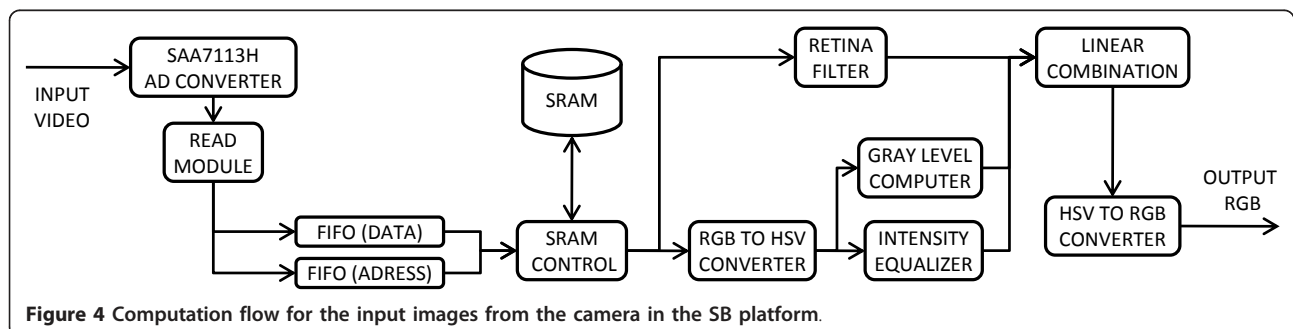 INPUT
VIDEO
SAA7113H
AD CONVERTER
READ
MODULE
FIFO (DATA)
FIFO (ADRESS)
SRAM
SRAM
CONTROL
RETINA
FILTER
RGB TO HSV
CONVERTER
GRAY LEVEL
COMPUTER
INTENSITY
EQUALIZER
LINEAR
COMBINATION
HSV TO RGB
CONVERTER
OUTPUT
RGB
Figure 4 Computation flow for the input images from the camera in the SB platform.